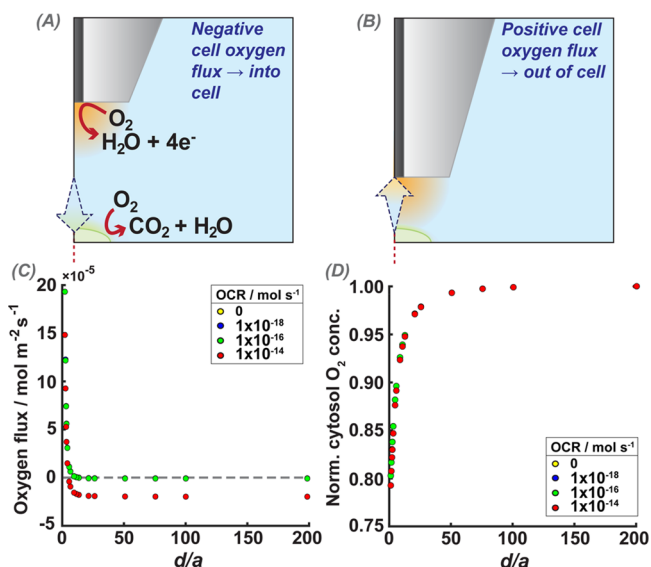 (A)
Negative
cell oxygen
flux → into
cell
O₂
H₂O + 4e⁻
O₂
CO₂ + H₂O
(B)
Positive cell
oxygen flux
→ out of cell
(C)
×10⁻⁵
20
15
10
5
0
-5
Oxygen flux / mol m⁻² s⁻¹
OCR / mol s⁻¹
0
1x10⁻¹⁸
1x10⁻¹⁶
1x10⁻¹⁴
0
50
100
150
200
d/a
(D)
1.00
0.95
0.90
0.85
0.80
0.75
Norm. cytosol O₂ conc.
OCR / mol s⁻¹
0
1x10⁻¹⁸
1x10⁻¹⁶
1x10⁻¹⁴
0
50
100
150
200
d/a